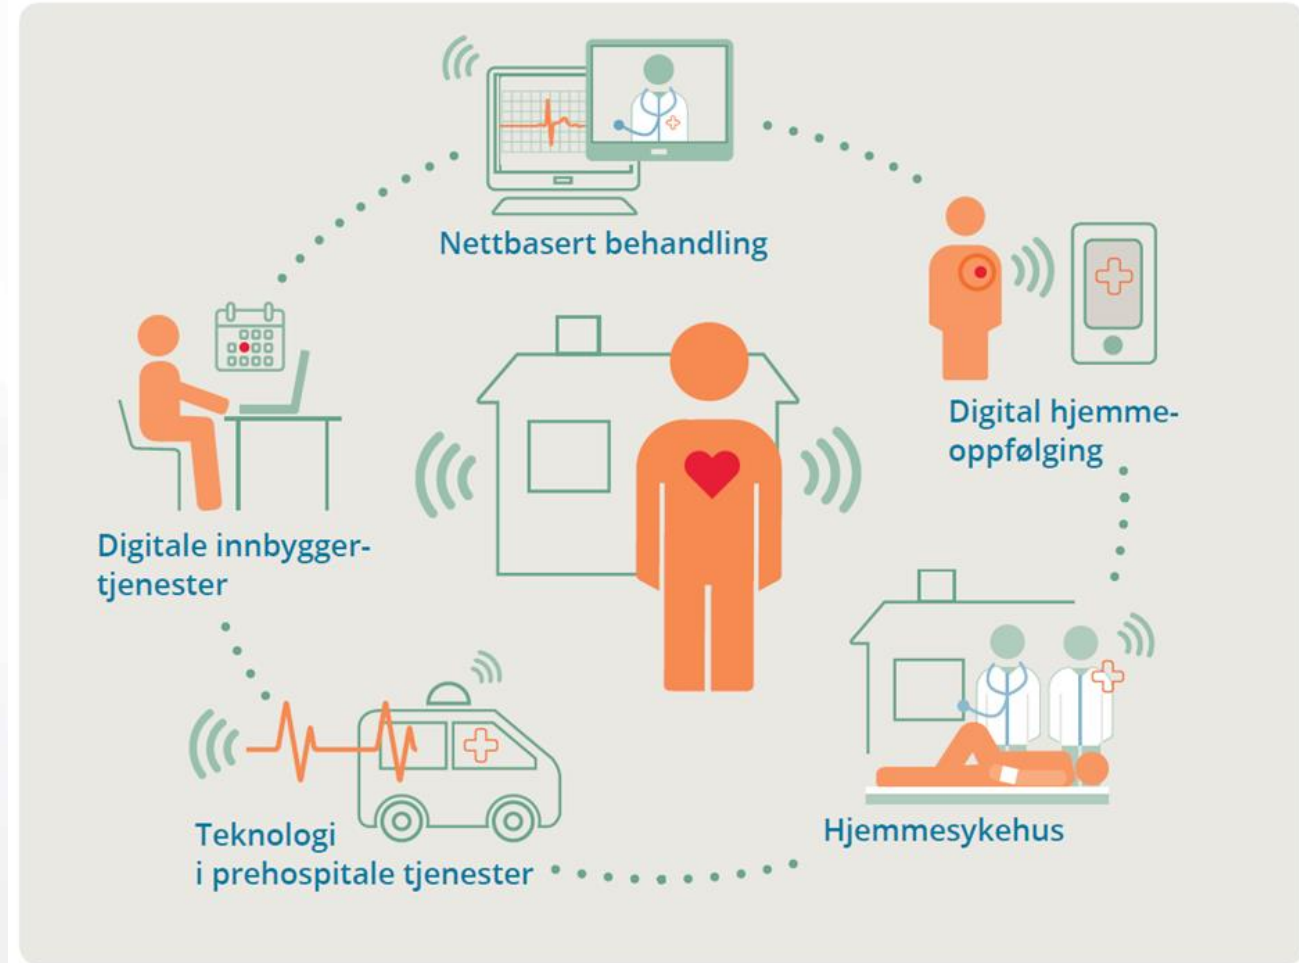 Nettbasert behandling
Digital hjemme-
oppfølging
Digitale innbygger-
tjenester
Teknologi
i prehospitale tjenester
Hjemmesykehus